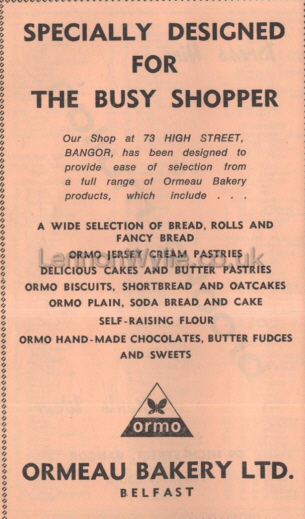 SPECIALLY DESIGNED
FOR
THE BUSY SHOPPER
Our Shop at 73 HIGH STREET,
BANGOR, has been designed to
provide ease of selection from
a full range of Ormeau Bakery
products, which include . . .
A WIDE SELECTION OF BREAD, ROLLS AND
FANCY BREAD
ORMO JERSEY CREAM PASTRIES
DELICIOUS CAKES AND BUTTER PASTRIES
ORMO BISCUITS, SHORTBREAD AND OATCAKES
ORMO PLAIN, SODA BREAD AND CAKE
SELF-RAISING FLOUR
ORMO HAND-MADE CHOCOLATES, BUTTER FUDGES
AND SWEETS
ormo
ORMEAU BAKERY LTD.
BELFAST